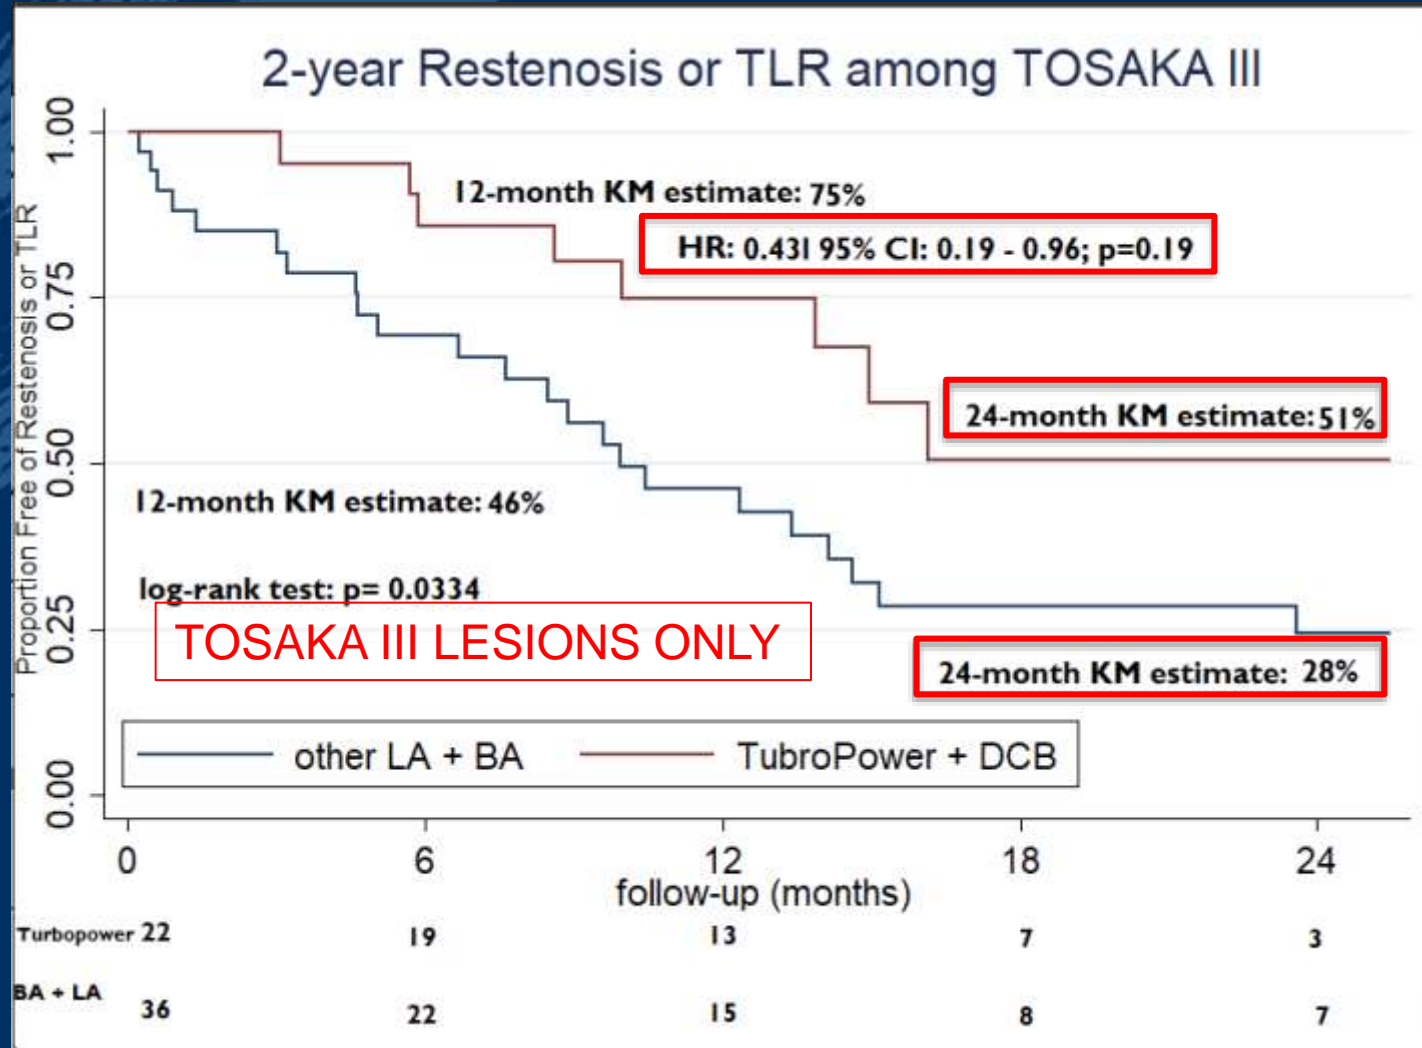 2-year Restenosis or TLR among TOSAKA III
Proportion Free of Restenosis or TLR
1.00
0.75
0.50
0.25
0.00
12-month KM estimate: 75%
HR: 0.43| 95% CI: 0.19 - 0.96; p=0.19
24-month KM estimate: 51%
12-month KM estimate: 46%
log-rank test: p= 0.0334
TOSAKA III LESIONS ONLY
24-month KM estimate: 28%
other LA + BA
TubroPower + DCB
0 6 12 18 24
follow-up (months)
Turbopower 22 19 13 7 3
BA + LA 36 22 15 8 7